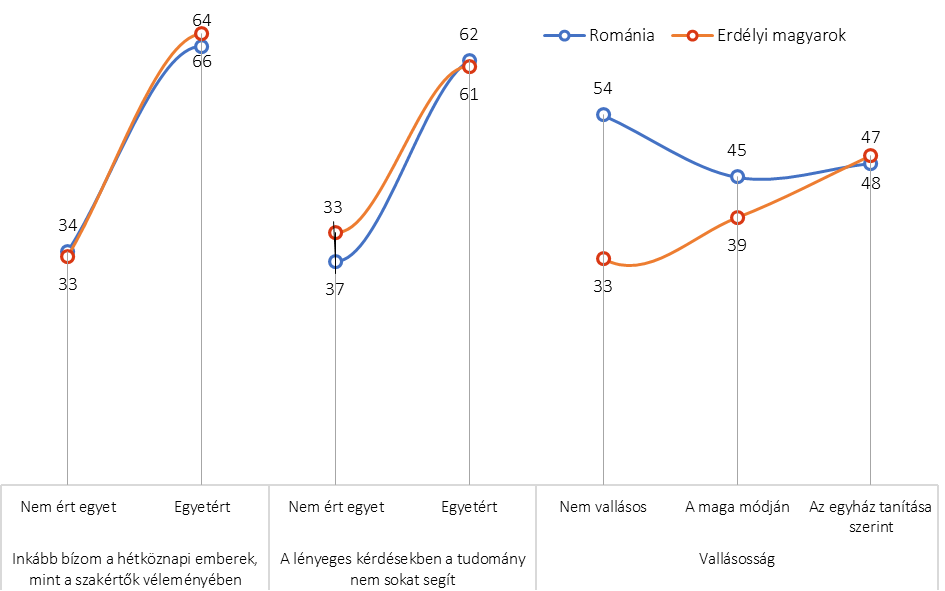 64
66
34
33
62
61
33
37
Románia
Erdélyi magyarok
54
45
39
33
47
48
Nem ért egyet
Egyetért
Nem ért egyet
Egyetért
Nem vallásos
A maga módján
Az egyház tanítása
szerint
Inkább bízom a hétköznapi emberek,
mint a szakértők véleményében
A lényeges kérdésekben a tudomány
nem sokat segít
Vallásosság